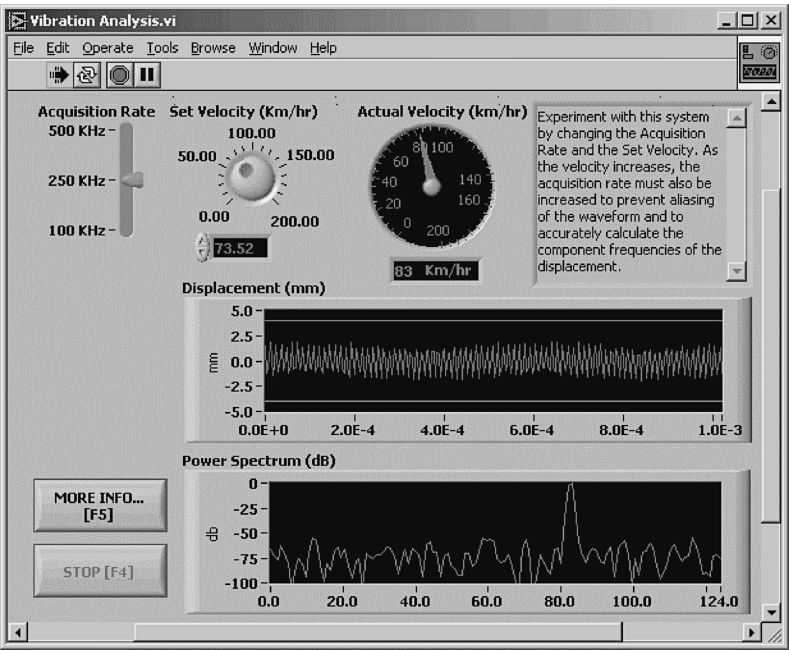 Vibration Analysis.vi
File Edit Operate Tools Browse Window Help
Acquisition Rate
500 KHz
250 KHz
100 KHz
Set Velocity (Km/hr)
100.00
50.00 150.00
0.00 200.00
73.52
Actual Velocity (km/hr)
80 100
60
40 140
20 160
0 200
83 Km/hr
Experiment with this system
by changing the Acquisition
Rate and the Set Velocity. As
the velocity increases, the
acquisition rate must also be
increased to prevent aliasing
of the waveform and to
accurately calculate the
component frequencies of the
displacement.
Displacement (mm)
5.0
2.5
0.0
-2.5
-5.0
mm
0.0E+0 2.0E-4 4.0E-4 6.0E-4 8.0E-4 1.0E-3
Power Spectrum (dB)
0
-25
-50
-75
-100
db
0.0 20.0 40.0 60.0 80.0 100.0 124.0
MORE INFO...
[F5]
STOP [F4]